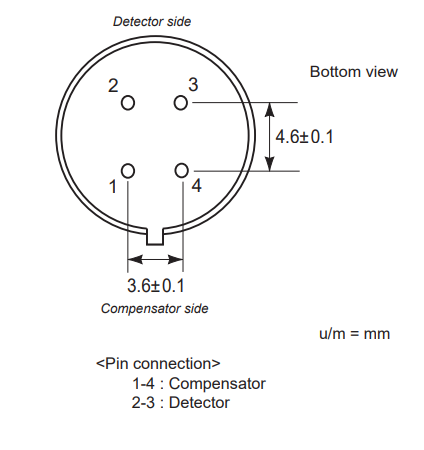 Detector side
2
3
Bottom view
4.6±0.1
1
4
3.6±0.1
Compensator side
u/m = mm
<Pin connection>
1-4 : Compensator
2-3 : Detector